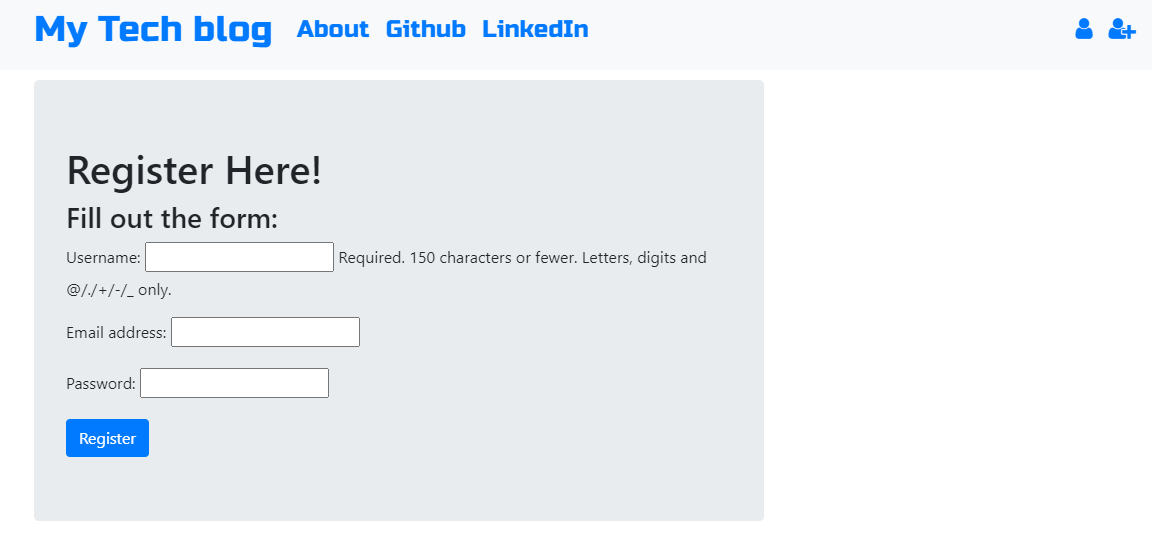 My Tech blog About Github LinkedIn
Register Here!
Fill out the form:
Username: Required. 150 characters or fewer. Letters, digits and
@/./+/-/_ only.
Email address:
Password:
Register